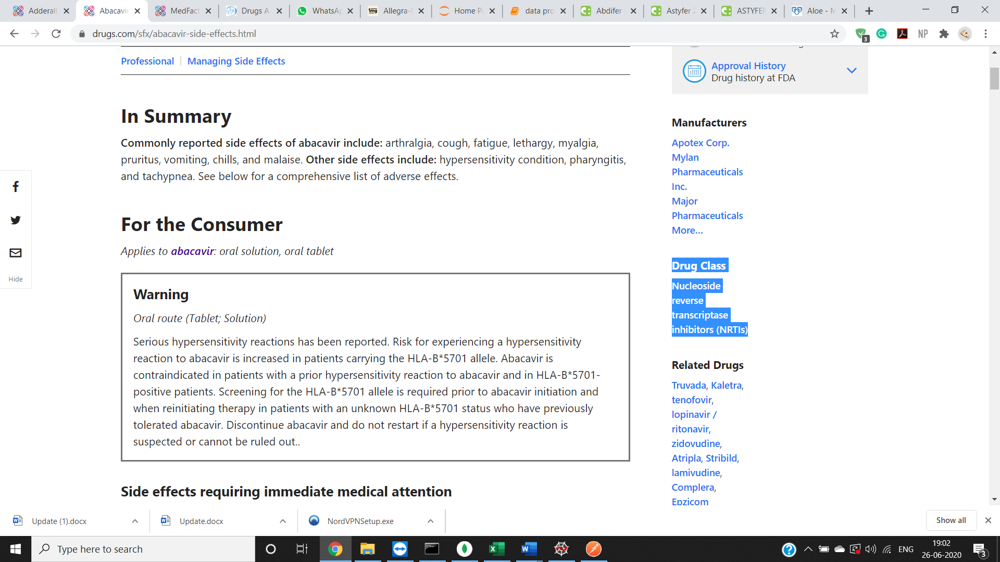 Adderall
Abacavir
MedFact
Drugs A-
WhatsAp
1mg
Allegra-
Home P
data pro
Abdifer
Astyfer
ASTYFER
Aloe - M
drugs.com/sfx/abacavir-side-effects.html
3
NP
Professional
Managing Side Effects
Approval History
Drug history at FDA
In Summary
Commonly reported side effects of abacavir include: arthralgia, cough, fatigue, lethargy, myalgia,
pruritus, vomiting, chills, and malaise. Other side effects include: hypersensitivity condition, pharyngitis,
and tachypnea. See below for a comprehensive list of adverse effects.
For the Consumer
Applies to abacavir: oral solution, oral tablet
Warning
Oral route (Tablet; Solution)
Serious hypersensitivity reactions has been reported. Risk for experiencing a hypersensitivity
reaction to abacavir is increased in patients carrying the HLA-B*5701 allele. Abacavir is
contraindicated in patients with a prior hypersensitivity reaction to abacavir and in HLA-B*5701-
positive patients. Screening for the HLA-B*5701 allele is required prior to abacavir initiation and
when reinitiating therapy in patients with an unknown HLA-B*5701 status who have previously
tolerated abacavir. Discontinue abacavir and do not restart if a hypersensitivity reaction is
suspected or cannot be ruled out..
Side effects requiring immediate medical attention
Hide
Manufacturers
Apotex Corp.
Mylan
Pharmaceuticals
Inc.
Major
Pharmaceuticals
More...
Drug Class
Nucleoside
reverse
transcriptase
inhibitors (NRTIs)
Related Drugs
Truvada, Kaletra,
tenofovir,
lopinavir /
ritonavir,
zidovudine,
Atripla, Stribild,
lamivudine,
Complera,
Epzicom
Update (1).docx
Update.docx
NordVPNSetup.exe
Show all
Type here to search
ENG
19:02
26-06-2020
3